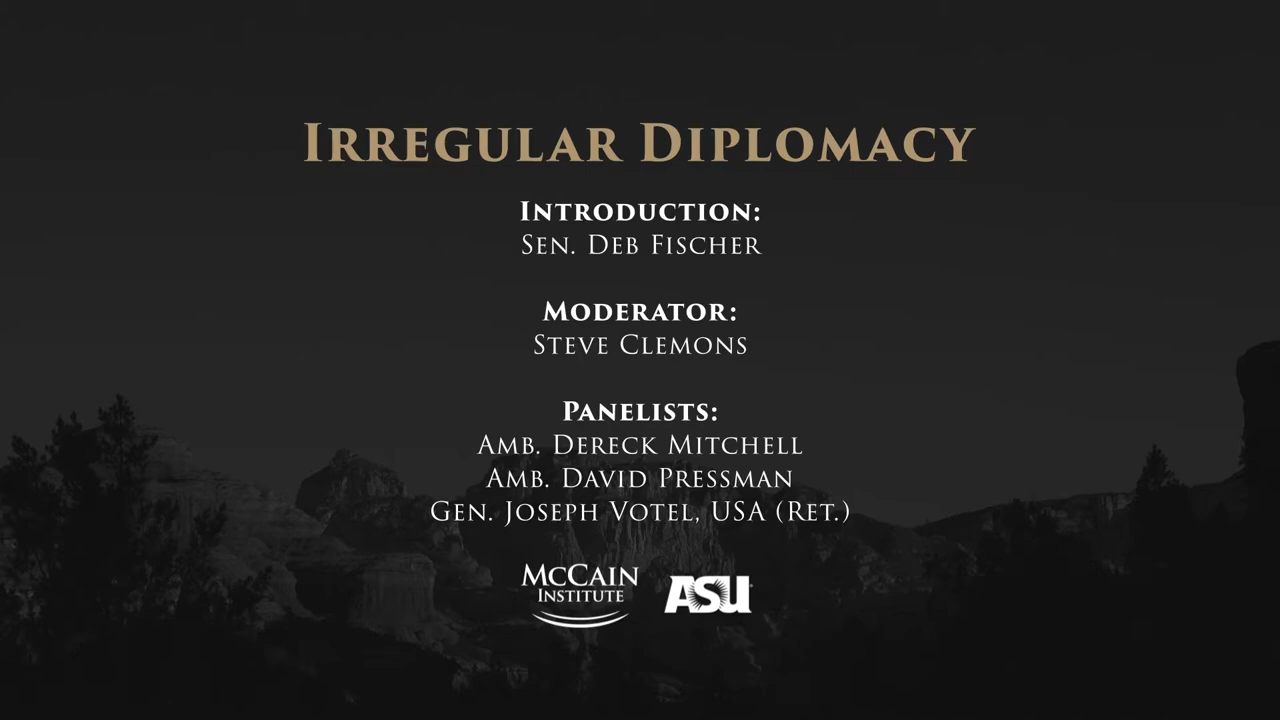 Irregular Diplomacy
Introduction:
Sen. Deb Fischer
Moderator:
Steve Clemons
Panelists:
Amb. Dereck Mitchell
Amb. David Pressman
Gen. Joseph Votel, USA (Ret.)
McCain
Institute
ASU